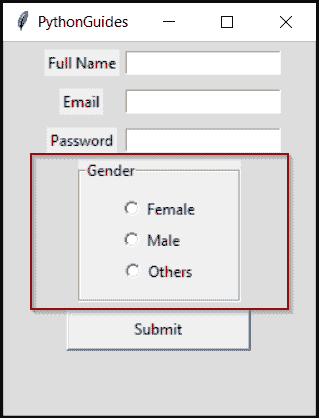 PythonGuides
Full Name
Email
Password
Gender
Female
Male
Others
Submit